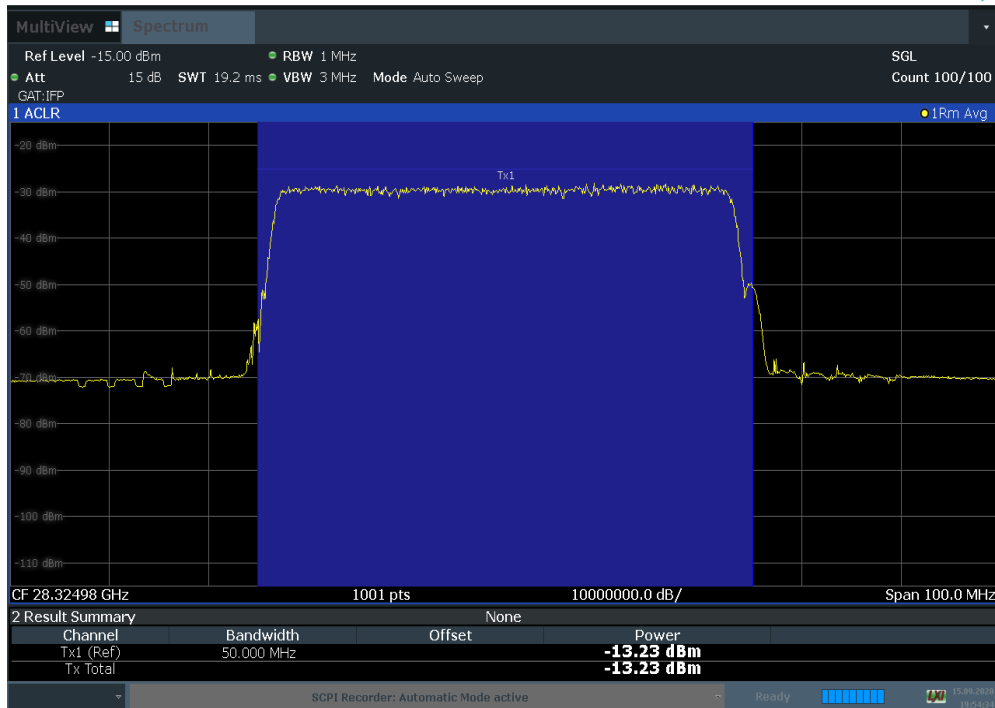 MultiView Spectrum
Ref Level -15.00 dBm RBW 1 MHz SGL
Att 15 dB SWT 19.2 ms VBW 3 MHz Mode Auto Sweep Count 100/100
GAT:IFP
1 ACLR 1Rm Avg
-20 dBm
Tx1
-30 dBm
-40 dBm
-50 dBm
-60 dBm
-70 dBm
-80 dBm
-90 dBm
-100 dBm
-110 dBm
CF 28.32498 GHz 1001 pts 10000000.0 dB/ Span 100.0 MHz
2 Result Summary None
Channel Bandwidth Offset Power
Tx1 (Ref) 50.000 MHz -13.23 dBm
Tx Total -13.23 dBm
SCPI Recorder: Automatic Mode active Ready LXI 15.09.2020
19:54:34